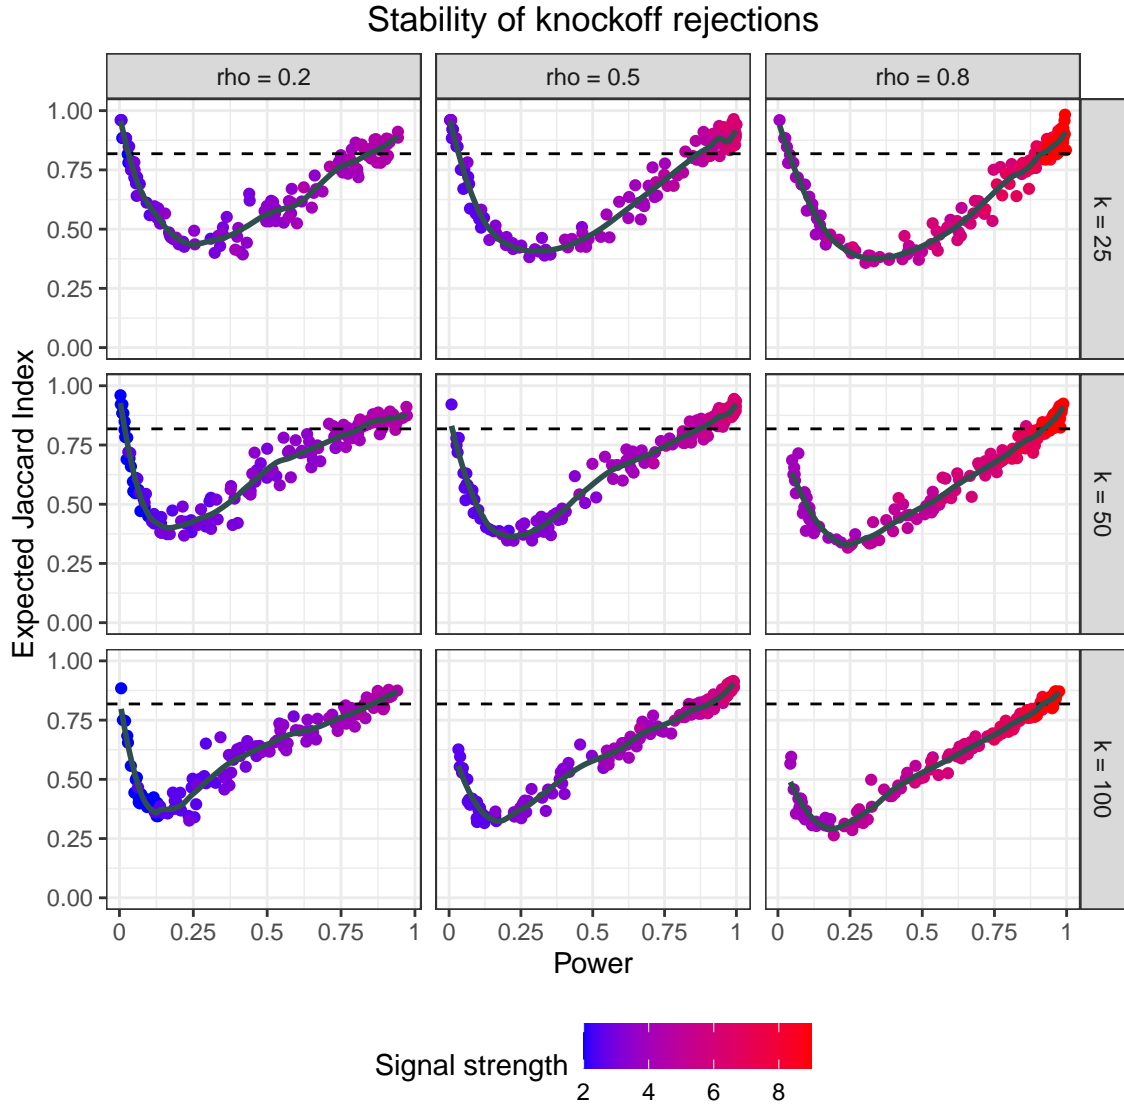 Stability of knockoff rejections
rho = 0.2
rho = 0.5
rho = 0.8
1.00
0.75
0.50
0.25
0.00
k = 25
1.00
0.75
0.50
0.25
0.00
k = 50
1.00
0.75
0.50
0.25
0.00
k = 100
Expected Jaccard Index
0 0.25 0.5 0.75 1
0 0.25 0.5 0.75 1
0 0.25 0.5 0.75 1
Power
Signal strength
2 4 6 8